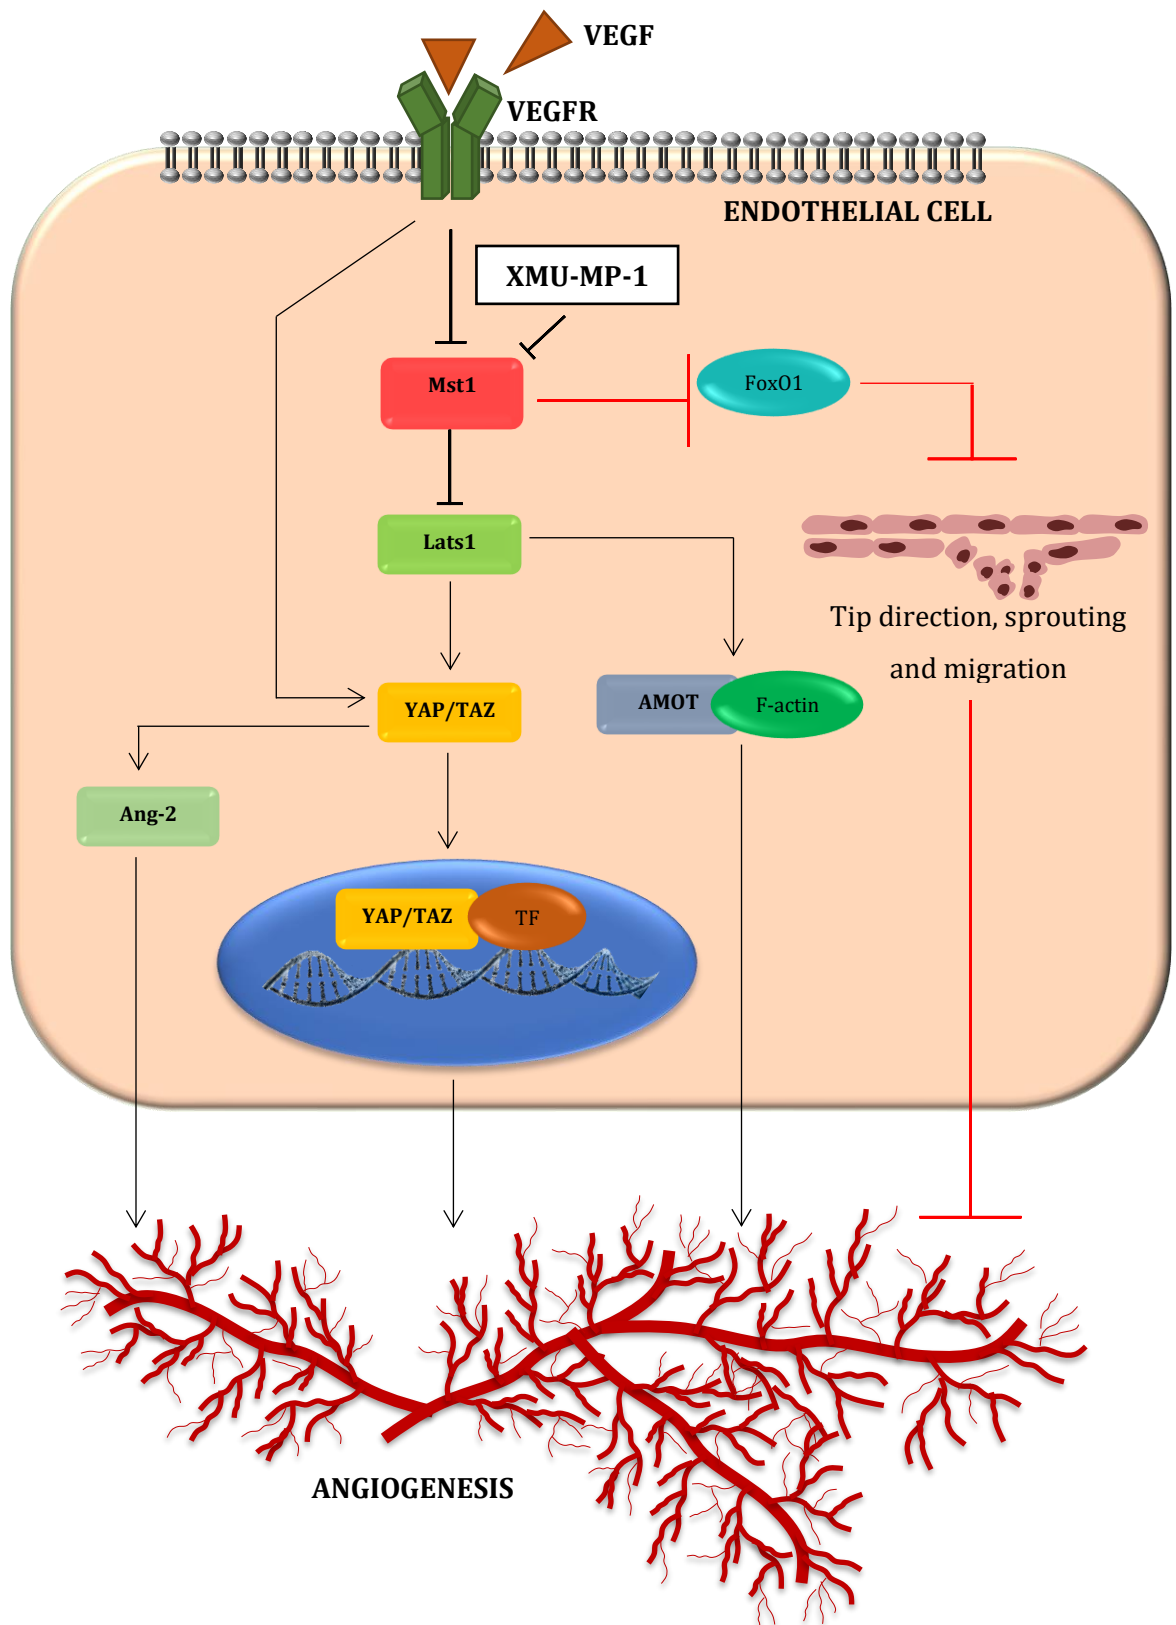 VEGF
VEGFR
ENDOTHELIAL CELL
XMU-MP-1
Mst1
FoxO1
Lats1
Tip direction, sprouting
and migration
YAP/TAZ
AMOT
F-actin
Ang-2
YAP/TAZ
TF
ANGIOGENESIS